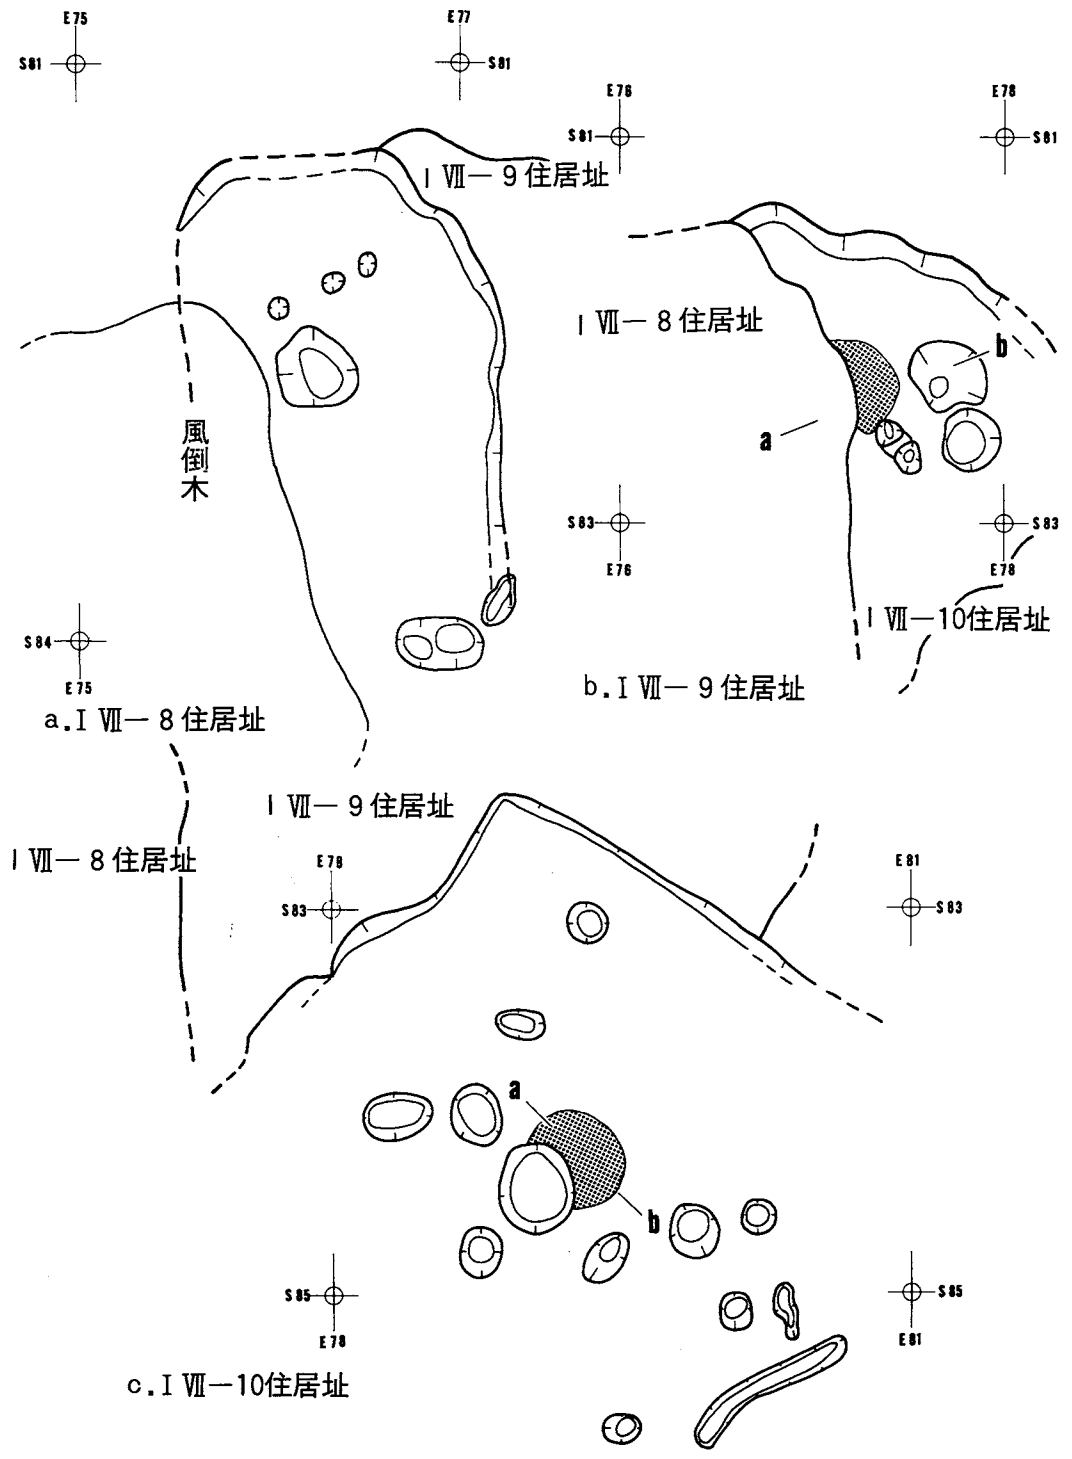 E75
S81
E77
S81
E76
S81
E78
S81
I Ⅶ－9住居址
I Ⅶ－8住居址
b
a
風倒木
S83
E76
S83
E78
I Ⅶ－10住居址
S84
E75
a.I Ⅶ－8住居址
b.I Ⅶ－9住居址
I Ⅶ－9住居址
I Ⅶ－8住居址
E78
S83
E81
S83
a
b
S85
E78
S85
E81
c.I Ⅶ－10住居址